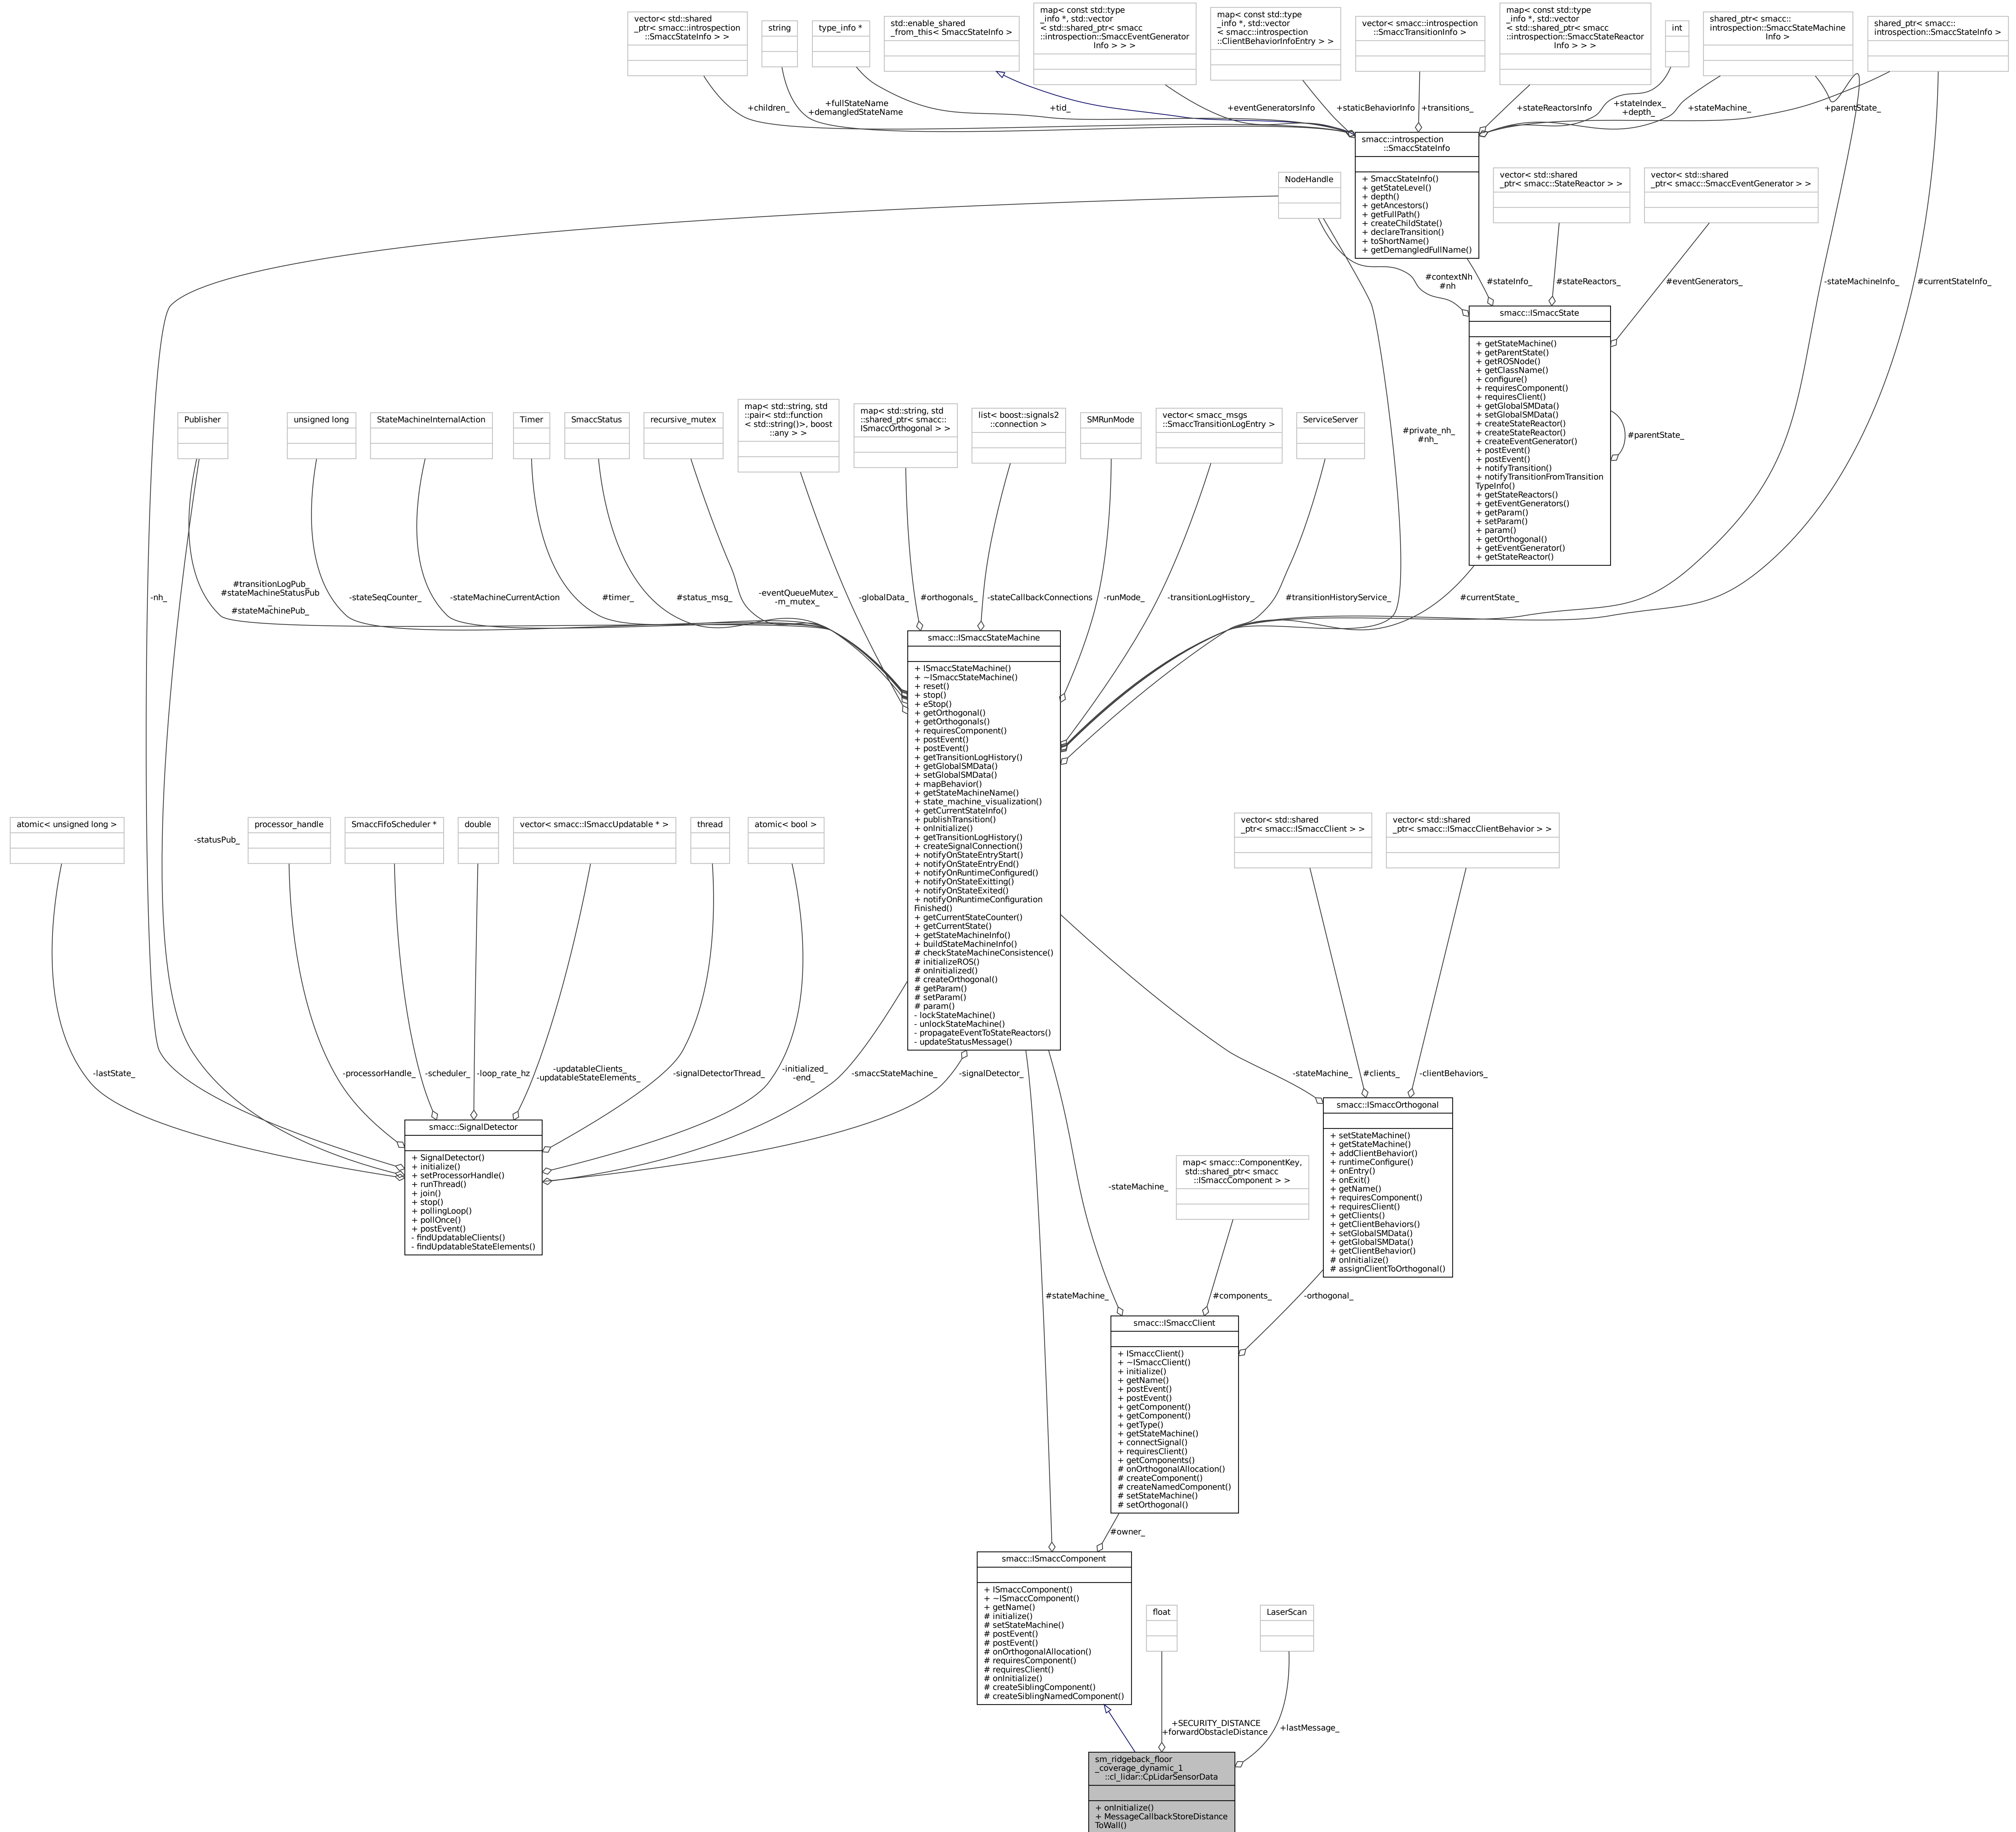 vector< std::shared
_ptr< smacc::introspection
::SmaccStateInfo > >
string
type_info *
std::enable_shared
_from_this< SmaccStateInfo >
map< const std::type
_info *, std::vector
< std::shared_ptr< smacc
::introspection::SmaccEventGenerator
Info > > >
map< const std::type
_info *, std::vector
< smacc::introspection
::ClientBehaviorInfoEntry > >
vector< smacc::introspection
::SmaccTransitionInfo >
map< const std::type
_info *, std::vector
< std::shared_ptr< smacc
::introspection::SmaccStateReactor
Info > > >
int
shared_ptr< smacc::
introspection::SmaccStateMachine
Info >
shared_ptr< smacc::
introspection::SmaccStateInfo >
+children_
+fullStateName
+demangledStateName
+tid_
+eventGeneratorsInfo
+staticBehaviorInfo
+transitions_
+stateReactorsInfo
+stateIndex_
+depth_
+stateMachine_
+parentState_
smacc::introspection
::SmaccStateInfo
+ SmaccStateInfo()
+ getStateLevel()
+ depth()
+ getAncestors()
+ getFullPath()
+ createChildState()
+ declareTransition()
+ toShortName()
+ getDemangledFullName()
NodeHandle
vector< std::shared
_ptr< smacc::StateReactor > >
vector< std::shared
_ptr< smacc::SmaccEventGenerator > >
#contextNh
#nh
#stateInfo_
#stateReactors_
#eventGenerators_
-stateMachineInfo_
#currentStateInfo_
smacc::ISmaccState
+ getStateMachine()
+ getParentState()
+ getROSNode()
+ getClassName()
+ configure()
+ requiresComponent()
+ requiresClient()
+ getGlobalSMData()
+ setGlobalSMData()
+ createStateReactor()
+ createStateReactor()
+ createEventGenerator()
+ postEvent()
+ postEvent()
+ notifyTransition()
+ notifyTransitionFromTransition
TypeInfo()
+ getStateReactors()
+ getEventGenerators()
+ getParam()
+ setParam()
+ param()
+ getOrthogonal()
+ getEventGenerator()
+ getStateReactor()
#parentState_
Publisher
unsigned long
StateMachineInternalAction
Timer
SmaccStatus
recursive_mutex
map< std::string, std
::pair< std::function
< std::string()>, boost
::any > >
map< std::string, std
::shared_ptr< smacc::
ISmaccOrthogonal > >
list< boost::signals2
::connection >
SMRunMode
vector< smacc_msgs
::SmaccTransitionLogEntry >
ServiceServer
#private_nh_
#nh_
-nh_
#transitionLogPub_
#stateMachineStatusPub
_
#stateMachinePub_
-stateSeqCounter_
-stateMachineCurrentAction
#timer_
#status_msg_
-eventQueueMutex_
-m_mutex_
-globalData_
#orthogonals_
-stateCallbackConnections
-runMode_
-transitionLogHistory_
#transitionHistoryService_
#currentState_
smacc::ISmaccStateMachine
+ ISmaccStateMachine()
+ ~ISmaccStateMachine()
+ reset()
+ stop()
+ eStop()
+ getOrthogonal()
+ getOrthogonals()
+ requiresComponent()
+ postEvent()
+ postEvent()
+ getTransitionLogHistory()
+ getGlobalSMData()
+ setGlobalSMData()
+ mapBehavior()
+ getStateMachineName()
+ state_machine_visualization()
+ getCurrentStateInfo()
+ publishTransition()
+ onInitialize()
+ getTransitionLogHistory()
+ createSignalConnection()
+ notifyOnStateEntryStart()
+ notifyOnStateEntryEnd()
+ notifyOnRuntimeConfigured()
+ notifyOnStateExitting()
+ notifyOnStateExited()
+ notifyOnRuntimeConfiguration
Finished()
+ getCurrentStateCounter()
+ getCurrentState()
+ getStateMachineInfo()
+ buildStateMachineInfo()
# checkStateMachineConsistence()
# initializeROS()
# onInitialized()
# createOrthogonal()
# getParam()
# setParam()
# param()
- lockStateMachine()
- unlockStateMachine()
- propagateEventToStateReactors()
- updateStatusMessage()
atomic< unsigned long >
-statusPub_
processor_handle
SmaccFifoScheduler *
double
vector< smacc::ISmaccUpdatable * >
thread
atomic< bool >
vector< std::shared
_ptr< smacc::ISmaccClient > >
vector< std::shared
_ptr< smacc::ISmaccClientBehavior > >
-lastState_
-processorHandle_
-scheduler_
-loop_rate_hz
-updatableClients_
-updatableStateElements_
-signalDetectorThread_
-initialized_
-end_
-smaccStateMachine_
-signalDetector_
-stateMachine_
#clients_
-clientBehaviors_
smacc::SignalDetector
+ SignalDetector()
+ initialize()
+ setProcessorHandle()
+ runThread()
+ join()
+ stop()
+ pollingLoop()
+ pollOnce()
+ postEvent()
- findUpdatableClients()
- findUpdatableStateElements()
smacc::ISmaccOrthogonal
+ setStateMachine()
+ getStateMachine()
+ addClientBehavior()
+ runtimeConfigure()
+ onEntry()
+ onExit()
+ getName()
+ requiresComponent()
+ requiresClient()
+ getClients()
+ getClientBehaviors()
+ setGlobalSMData()
+ getGlobalSMData()
+ getClientBehavior()
# onInitialize()
# assignClientToOrthogonal()
map< smacc::ComponentKey,
std::shared_ptr< smacc
::ISmaccComponent > >
-stateMachine_
#stateMachine_
#components_
-orthogonal_
smacc::ISmaccClient
+ ISmaccClient()
+ ~ISmaccClient()
+ initialize()
+ getName()
+ postEvent()
+ postEvent()
+ getComponent()
+ getComponent()
+ getType()
+ getStateMachine()
+ connectSignal()
+ requiresClient()
+ getComponents()
# onOrthogonalAllocation()
# createComponent()
# createNamedComponent()
# setStateMachine()
# setOrthogonal()
#owner_
smacc::ISmaccComponent
+ ISmaccComponent()
+ ~ISmaccComponent()
+ getName()
# initialize()
# setStateMachine()
# postEvent()
# postEvent()
# onOrthogonalAllocation()
# requiresComponent()
# requiresClient()
# onInitialize()
# createSiblingComponent()
# createSiblingNamedComponent()
float
LaserScan
+SECURITY_DISTANCE
+forwardObstacleDistance
+lastMessage_
sm_ridgeback_floor
_coverage_dynamic_1
::cl_lidar::CpLidarSensorData
+ onInitialize()
+ MessageCallbackStoreDistance
ToWall()